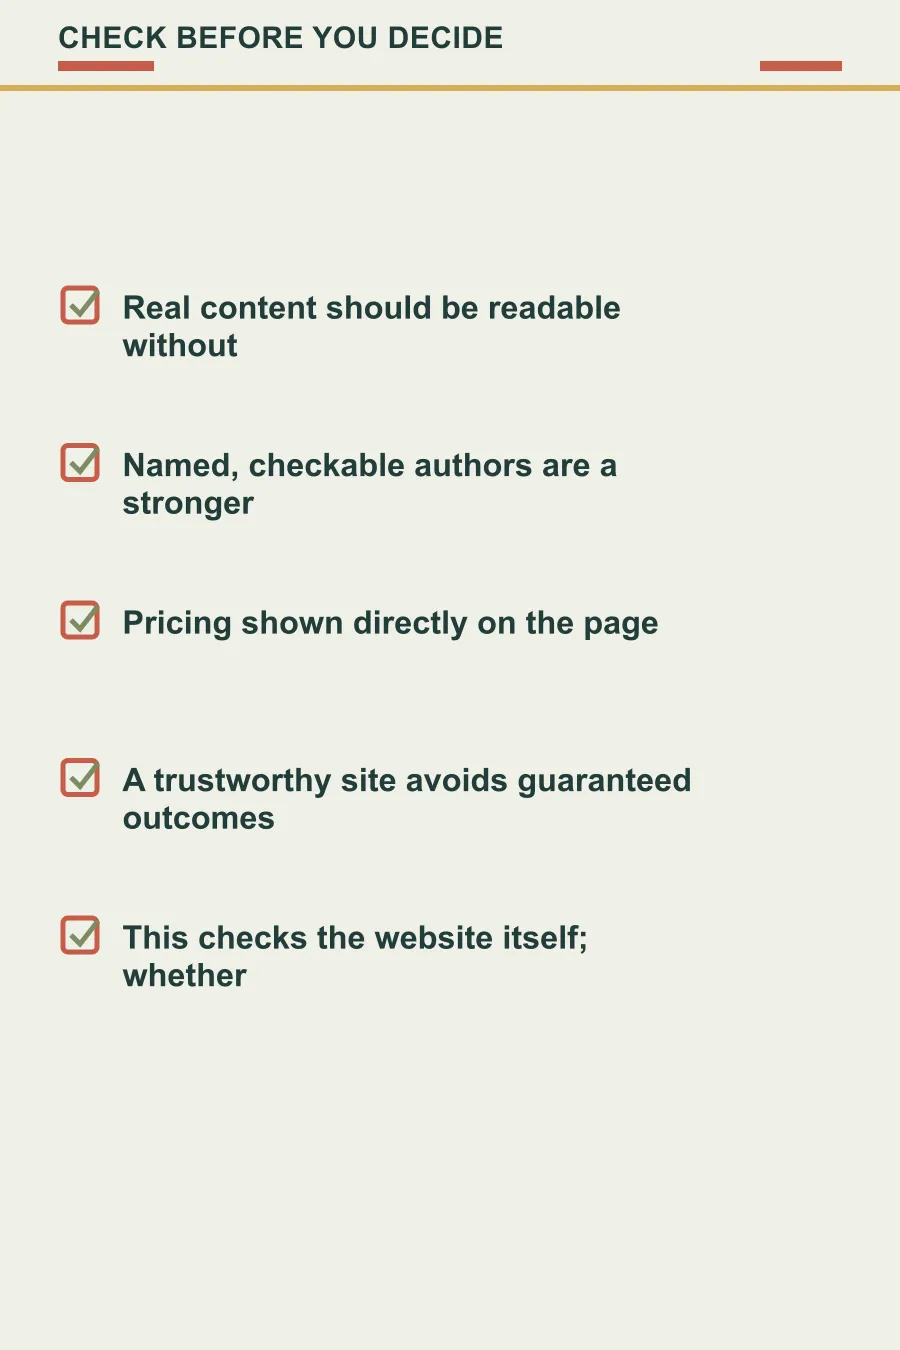 CHECK BEFORE YOU DECIDE
Real content should be readable
without
Named, checkable authors are a
stronger
Pricing shown directly on the page
A trustworthy site avoids guaranteed
outcomes
This checks the website itself;
whether